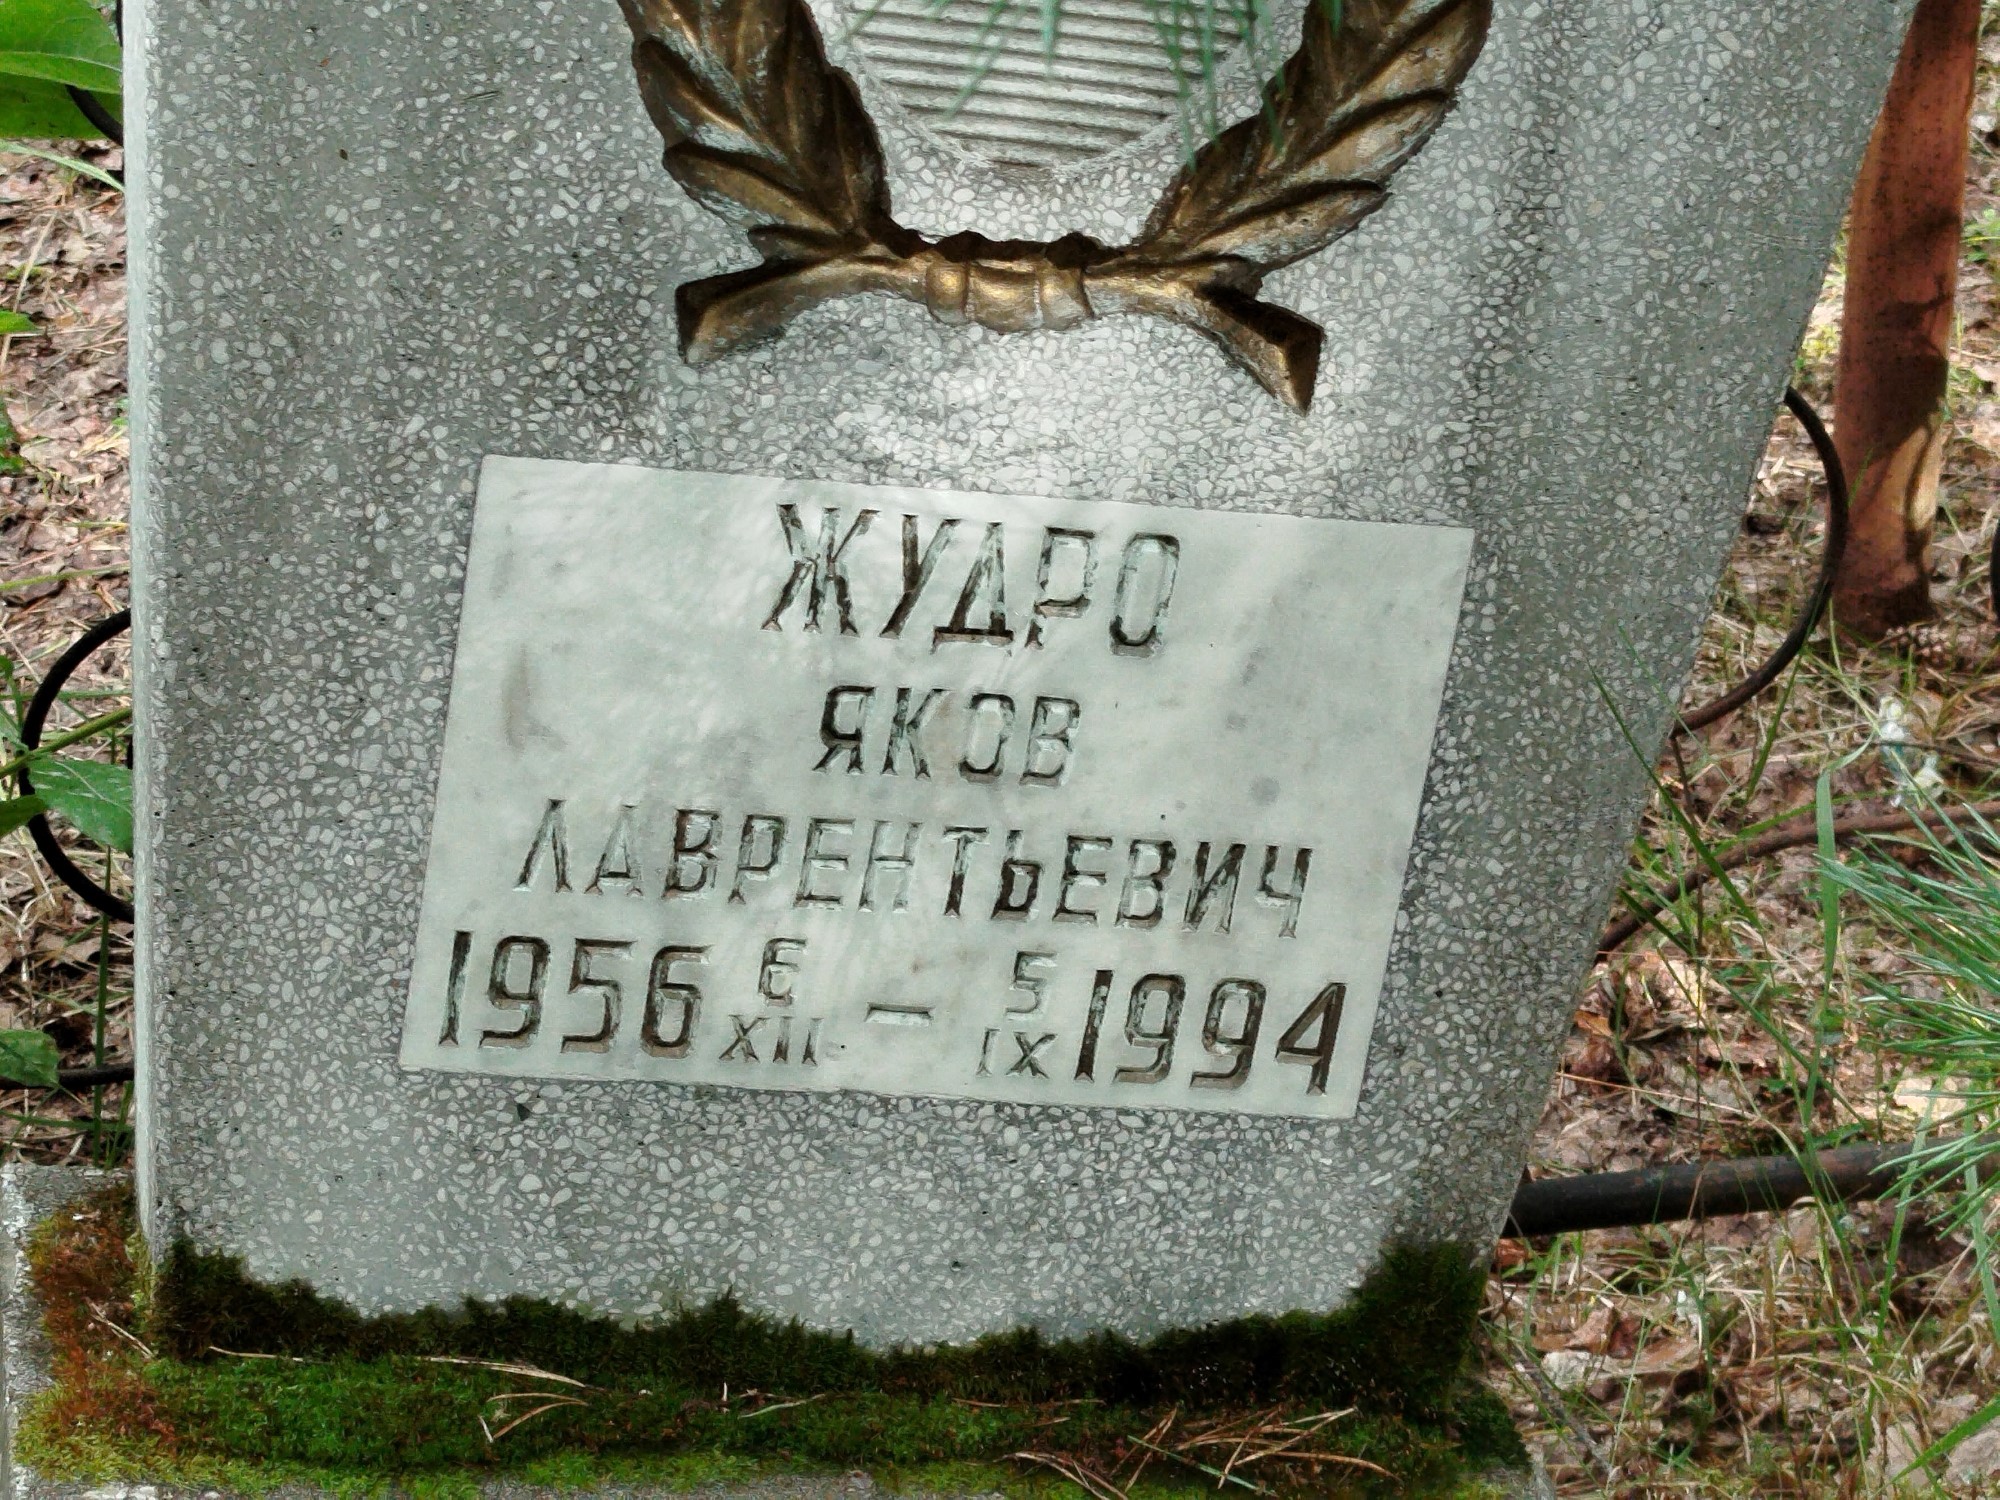 ЖУДРО
ЯКОВ
ЛАВРЕНТЬЕВИЧ
1956 6/XII – 5/IX 1994